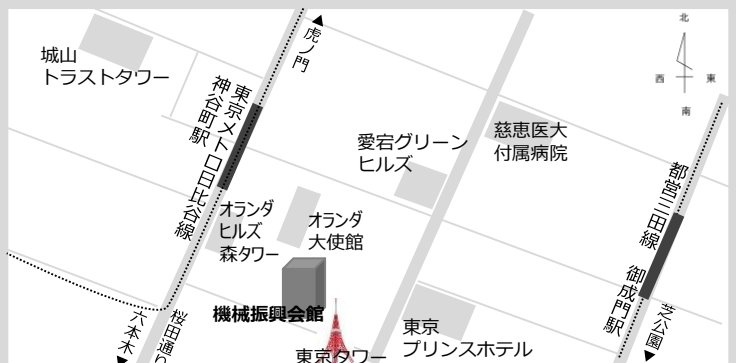 北
西
東
南
虎ノ門
城山
トラストタワー
東京メトロ日比谷線
神谷町駅
愛宕グリーン
ヒルズ
慈恵医大
付属病院
都営三田線 御成門駅
オランダ
ヒルズ
森タワー
オランダ
大使館
機械振興会館
芝公園
桜田通り
六本木
東京
プリンスホテル
東京タワー